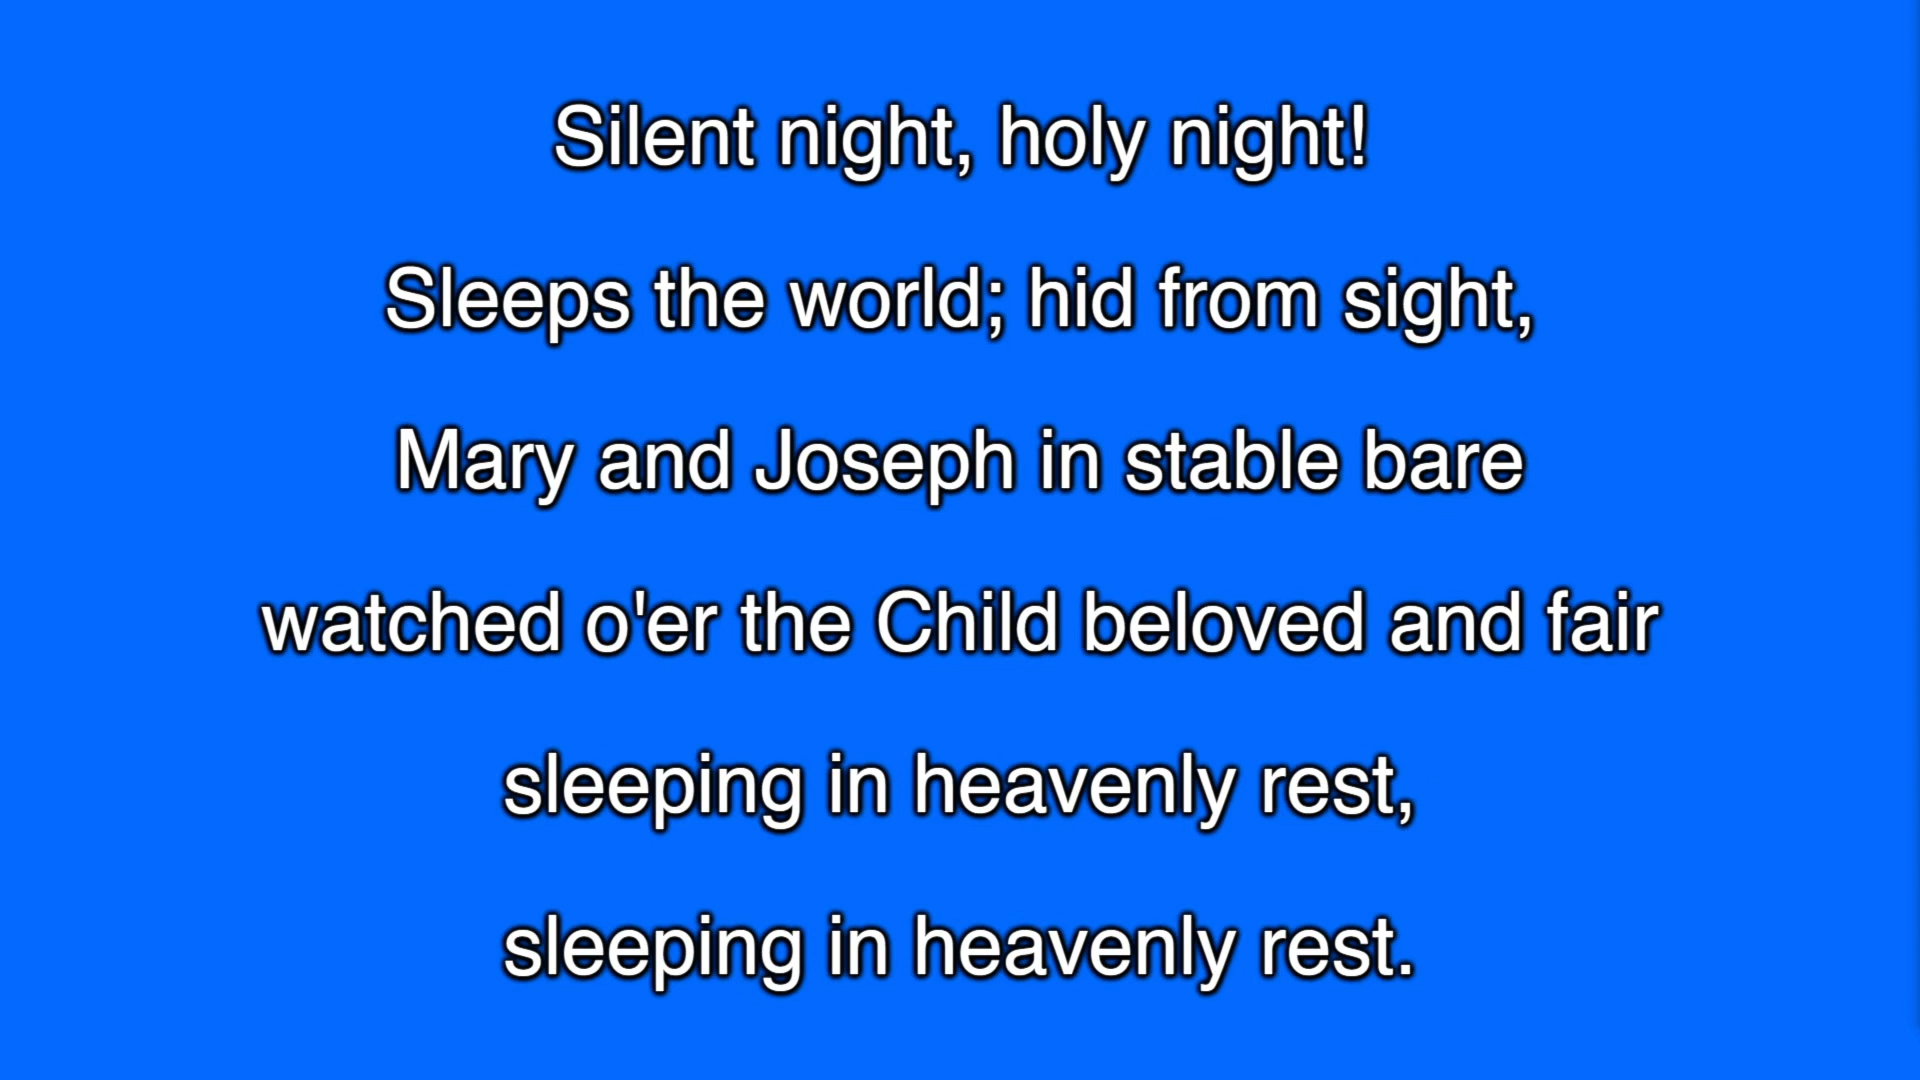 Silent night, holy night!
Sleeps the world; hid from sight,
Mary and Joseph in stable bare
watched o'er the Child beloved and fair
sleeping in heavenly rest,
sleeping in heavenly rest.